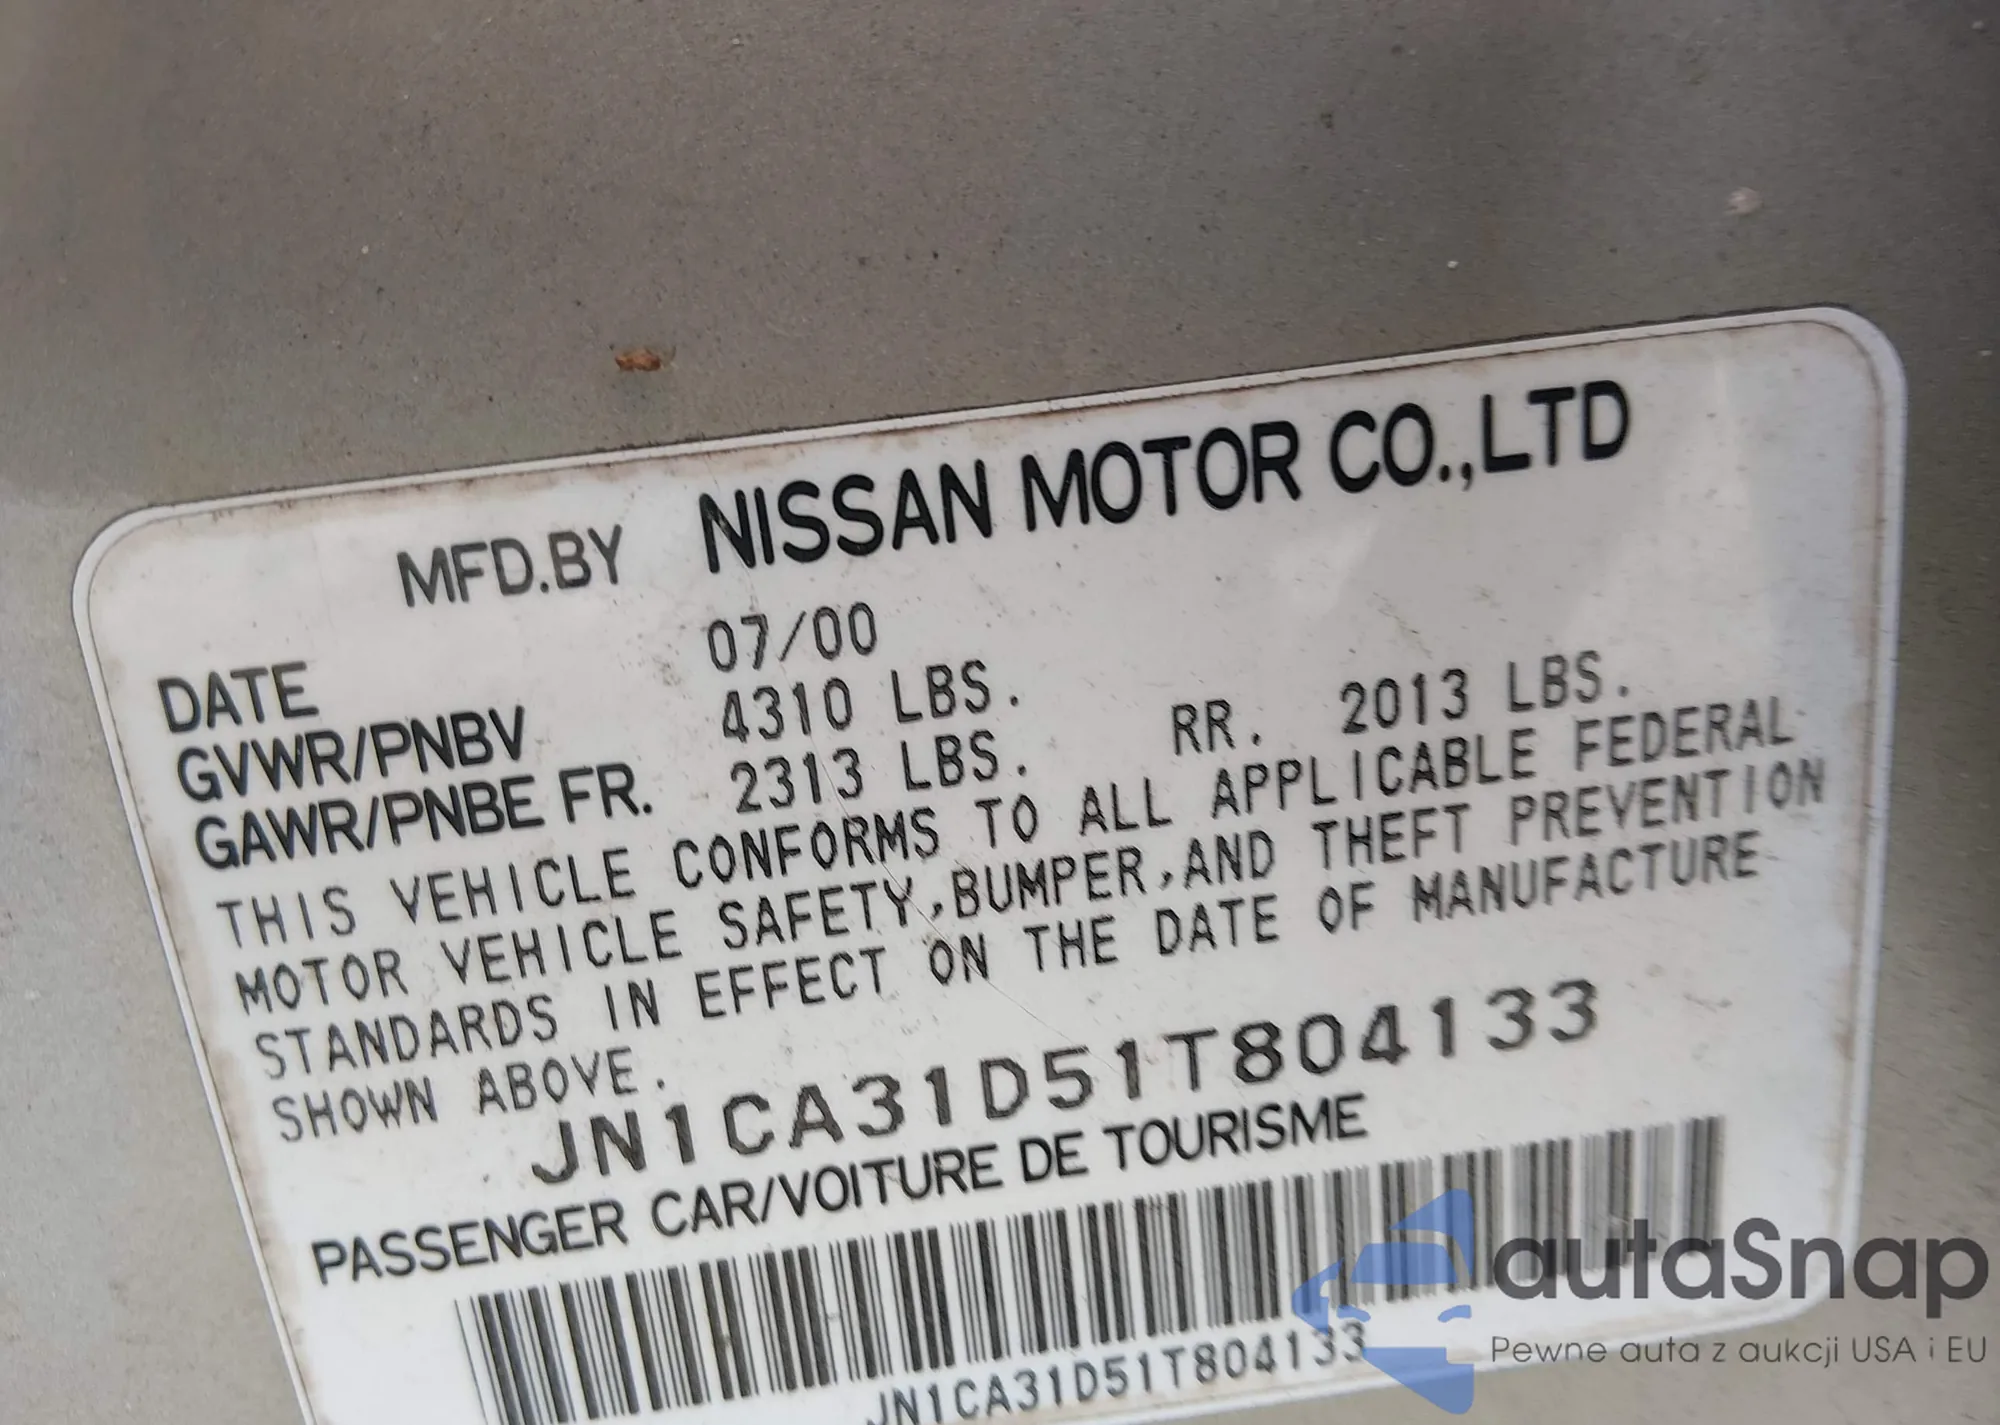 MFD.BY NISSAN MOTOR CO.,LTD
DATE 07/00
GVWR/PNBV 4310 LBS.
GAWR/PNBE FR. 2313 LBS. RR. 2013 LBS.
THIS VEHICLE CONFORMS TO ALL APPLICABLE FEDERAL
MOTOR VEHICLE SAFETY,BUMPER,AND THEFT PREVENTION
STANDARDS IN EFFECT ON THE DATE OF MANUFACTURE
SHOWN ABOVE.
JN1CA31D51T804133
PASSENGER CAR/VOITURE DE TOURISME
JN1CA31D51T804133
autaSnap
Pewne auta z aukcji USA i EU